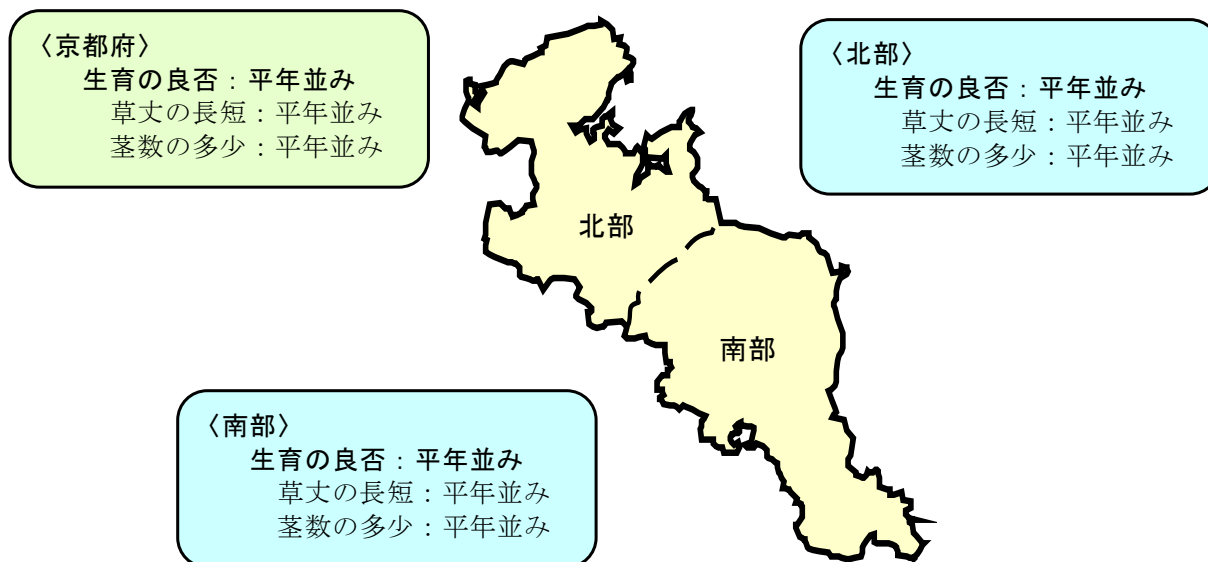 〈京都府〉
生育の良否：平年並み
草丈の長短：平年並み
茎数の多少：平年並み
〈北部〉
生育の良否：平年並み
草丈の長短：平年並み
茎数の多少：平年並み
北部
南部
〈南部〉
生育の良否：平年並み
草丈の長短：平年並み
茎数の多少：平年並み